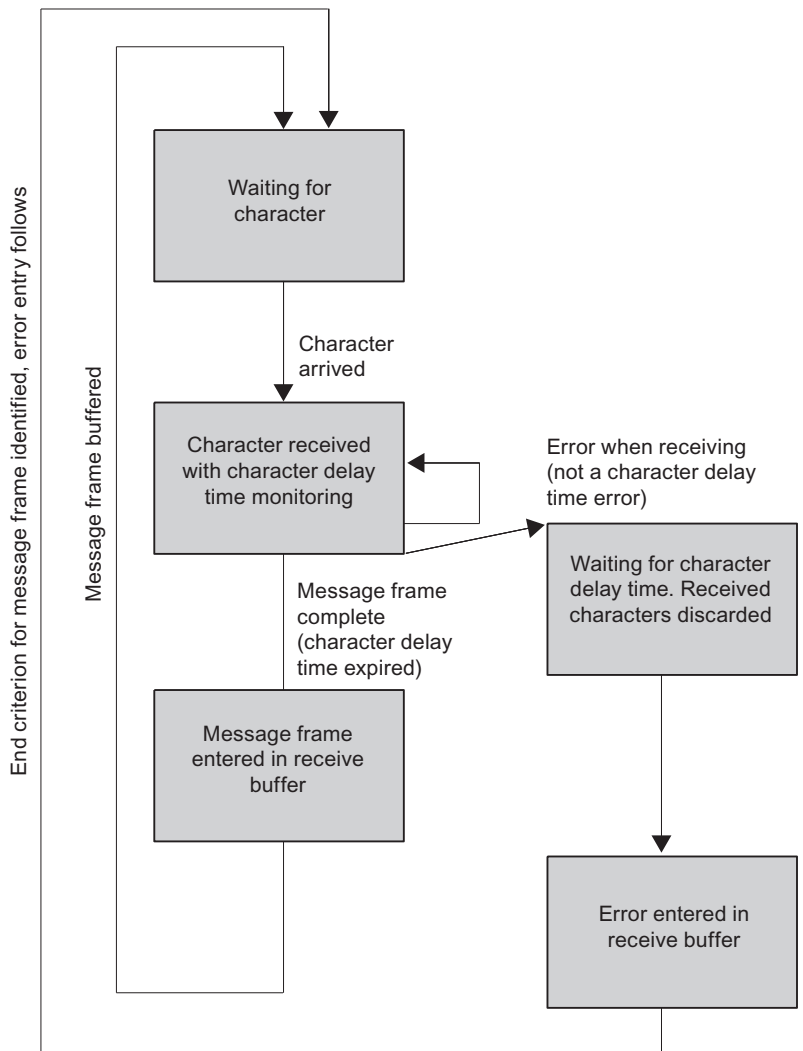 End criterion for message frame identified, error entry follows
Message frame buffered
Waiting for
character
Character
arrived
Character received
with character delay
time monitoring
Error when receiving
(not a character delay
time error)
Waiting for character
delay time. Received
characters discarded
Message frame
complete
(character delay
time expired)
Message frame
entered in receive
buffer
Error entered in
receive buffer